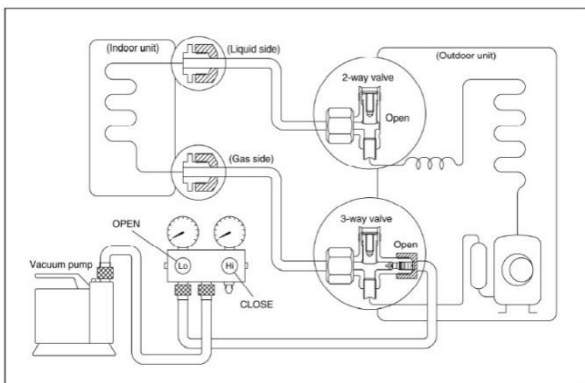 (Indoor unit)
(Liquid side)
2-way valve
(Outdoor unit)
Open
(Gas side)
3-way valve
Open
OPEN
Lo
Hi
CLOSE
Vacuum pump